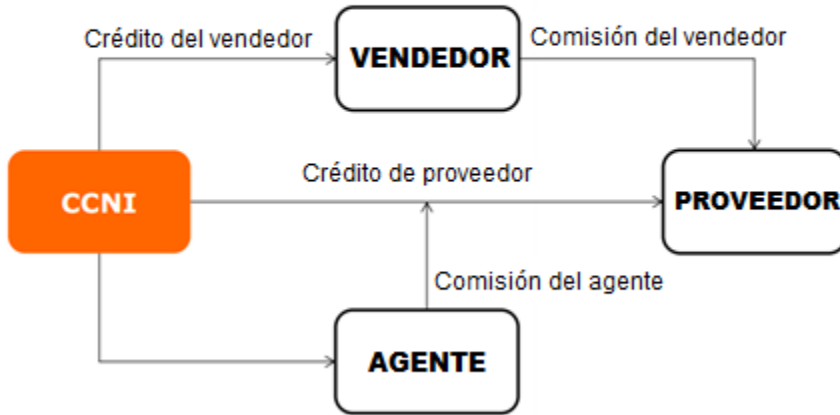 Crédito del vendedor
VENDEDOR
Comisión del vendedor
CCNI
Crédito de proveedor
PROVEEDOR
Comisión del agente
AGENTE